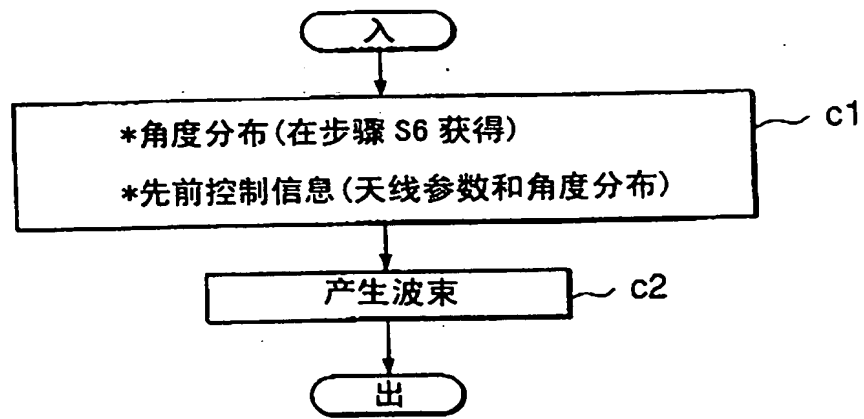 入
*角度分布(在步骤 S6 获得)
c1
*先前控制信息(天线参数和角度分布)
产生波束
c2
出